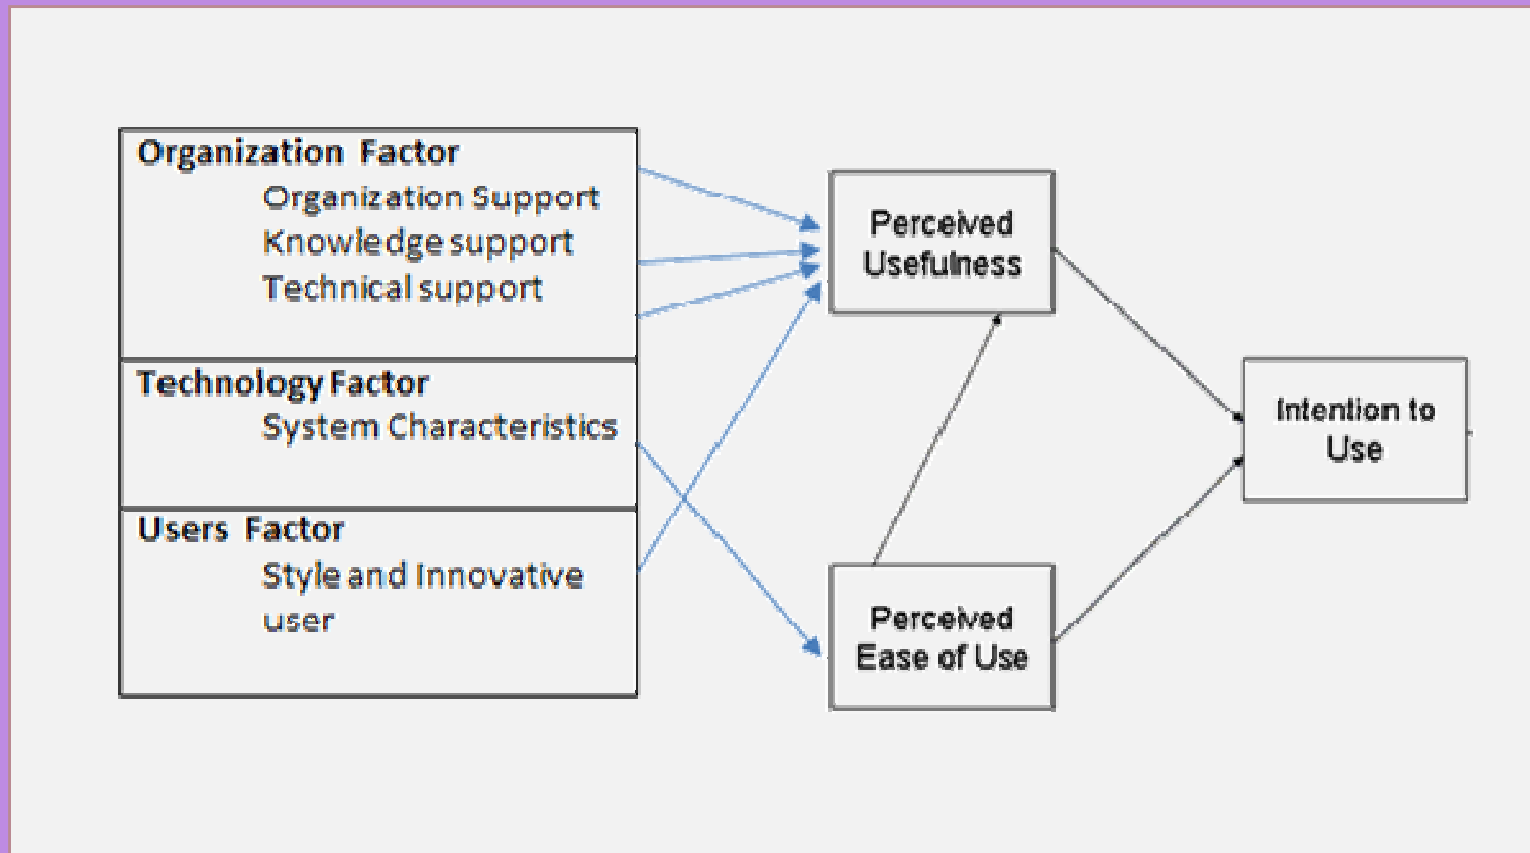 Organization Factor
Organization Support
Knowledge support
Technical support
Technology Factor
System Characteristics
Users Factor
Style and Innovative
user
Perceived
Usefulness
Perceived
Ease of Use
Intention to
Use